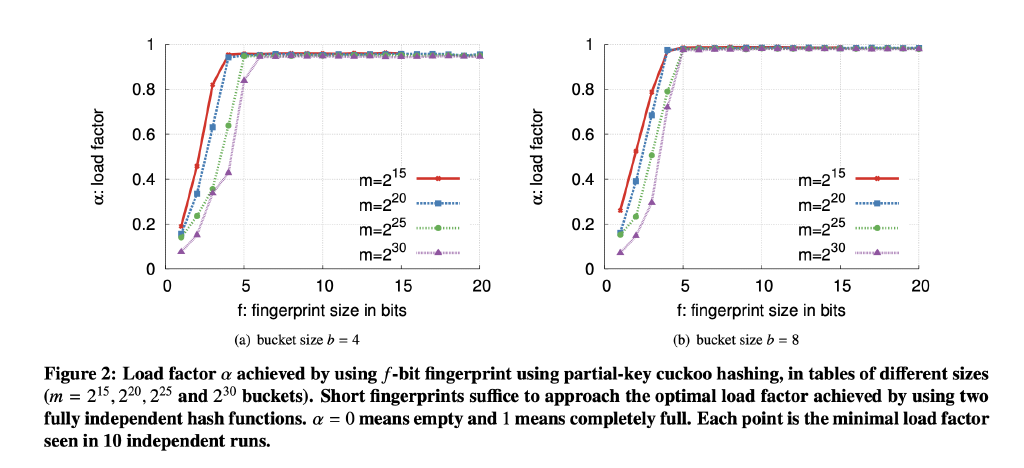 1
0.8
0.6
0.4
0.2
0
α: load factor
m=2^15
m=2^20
m=2^25
m=2^30
0 5 10 15 20
f: fingerprint size in bits
(a) bucket size b = 4
1
0.8
0.6
0.4
0.2
0
α: load factor
m=2^15
m=2^20
m=2^25
m=2^30
0 5 10 15 20
f: fingerprint size in bits
(b) bucket size b = 8
Figure 2: Load factor α achieved by using f-bit fingerprint using partial-key cuckoo hashing, in tables of different sizes
(m = 2^15, 2^20, 2^25 and 2^30 buckets). Short fingerprints suffice to approach the optimal load factor achieved by using two
fully independent hash functions. α = 0 means empty and 1 means completely full. Each point is the minimal load factor
seen in 10 independent runs.